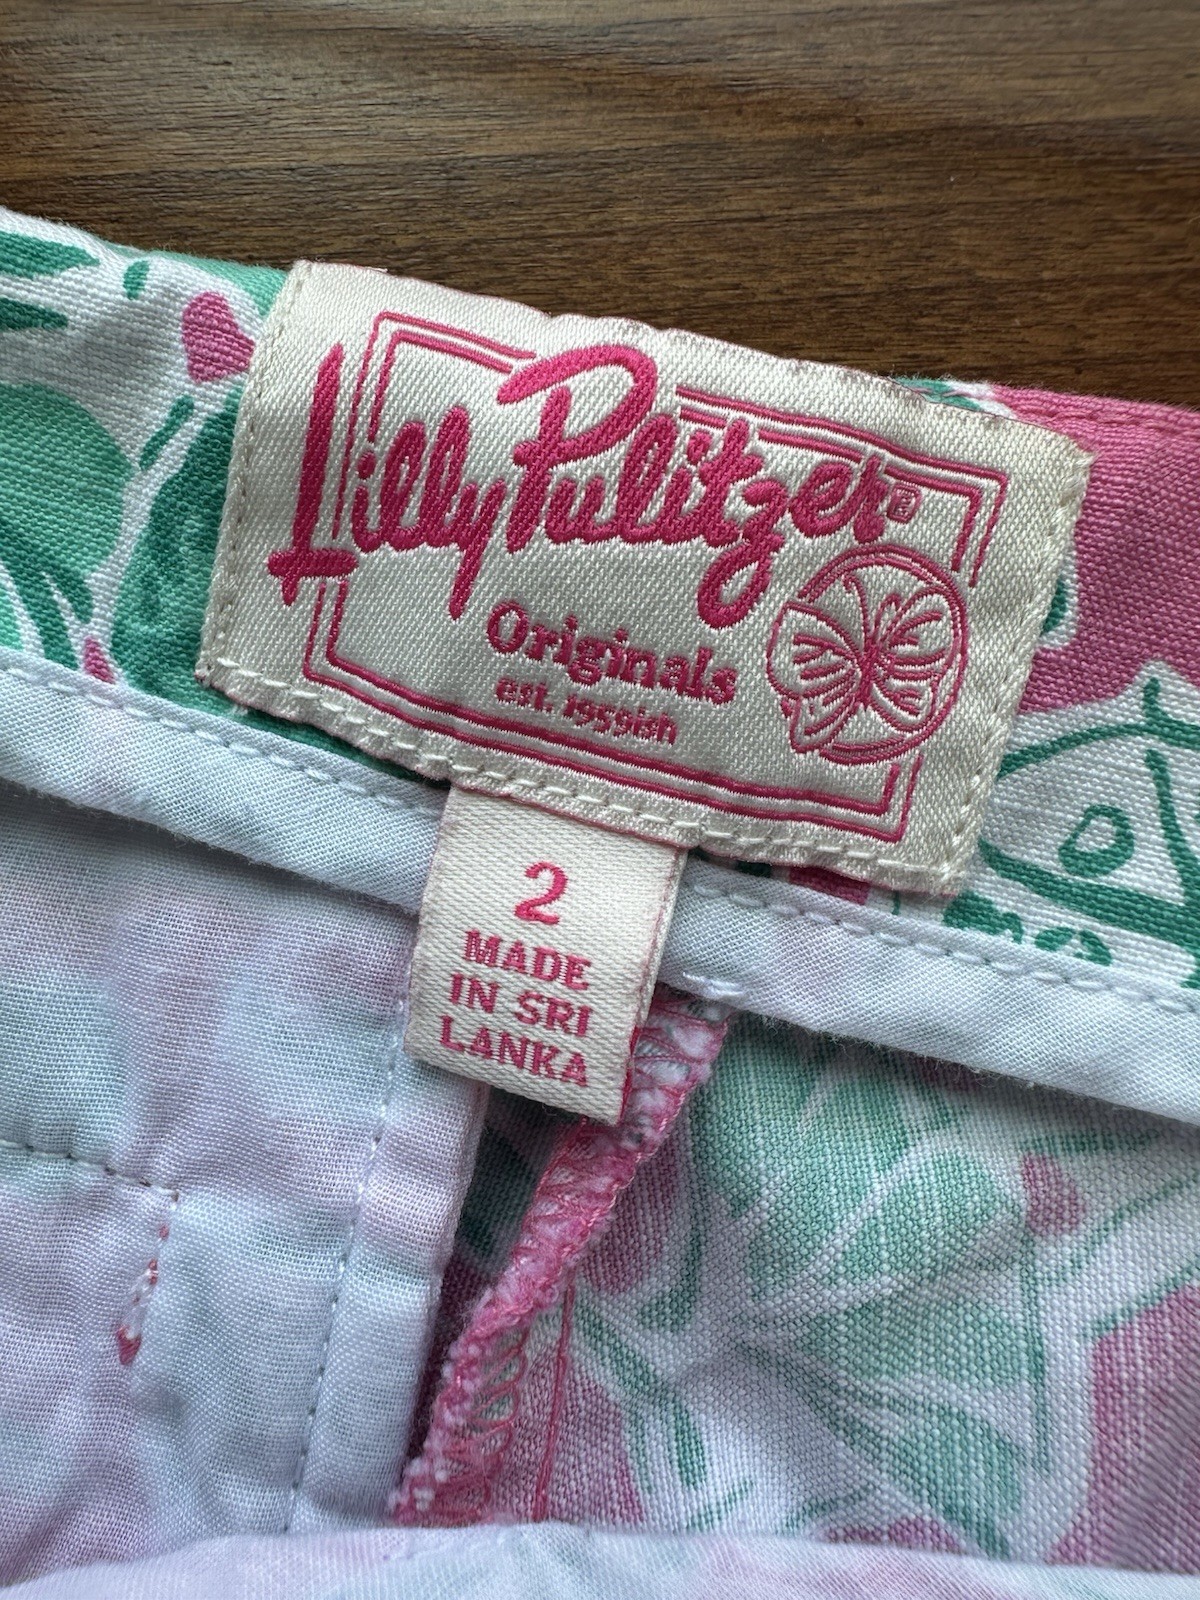 Lilly Pulitzer®
Originals
est. 1959ish
2
MADE
IN SRI
LANKA